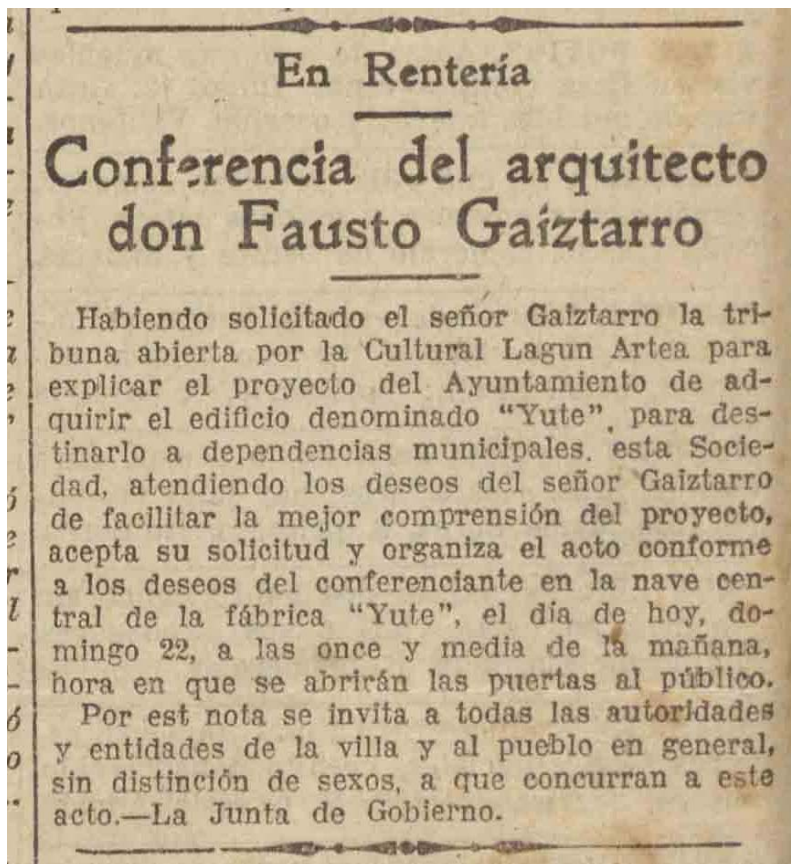 En Rentería
Conferencia del arquitecto
don Fausto Gaiztarro
Habiendo solicitado el señor Gaiztarro la tri-
buna abierta por la Cultural Lagun Artea para
explicar el proyecto del Ayuntamiento de ad-
quirir el edificio denominado "Yute", para des-
tinarlo a dependencias municipales, esta Socie-
dad, atendiendo los deseos del señor Gaiztarro
de facilitar la mejor comprensión del proyecto,
acepta su solicitud y organiza el acto conforme
a los deseos del conferenciante en la nave cen-
tral de la fábrica "Yute", el día de hoy, do-
mingo 22, a las once y media de la mañana,
hora en que se abrirán las puertas al público.
Por est nota se invita a todas las autoridades
y entidades de la villa y al pueblo en general,
sin distinción de sexos, a que concurran a este
acto.—La Junta de Gobierno.